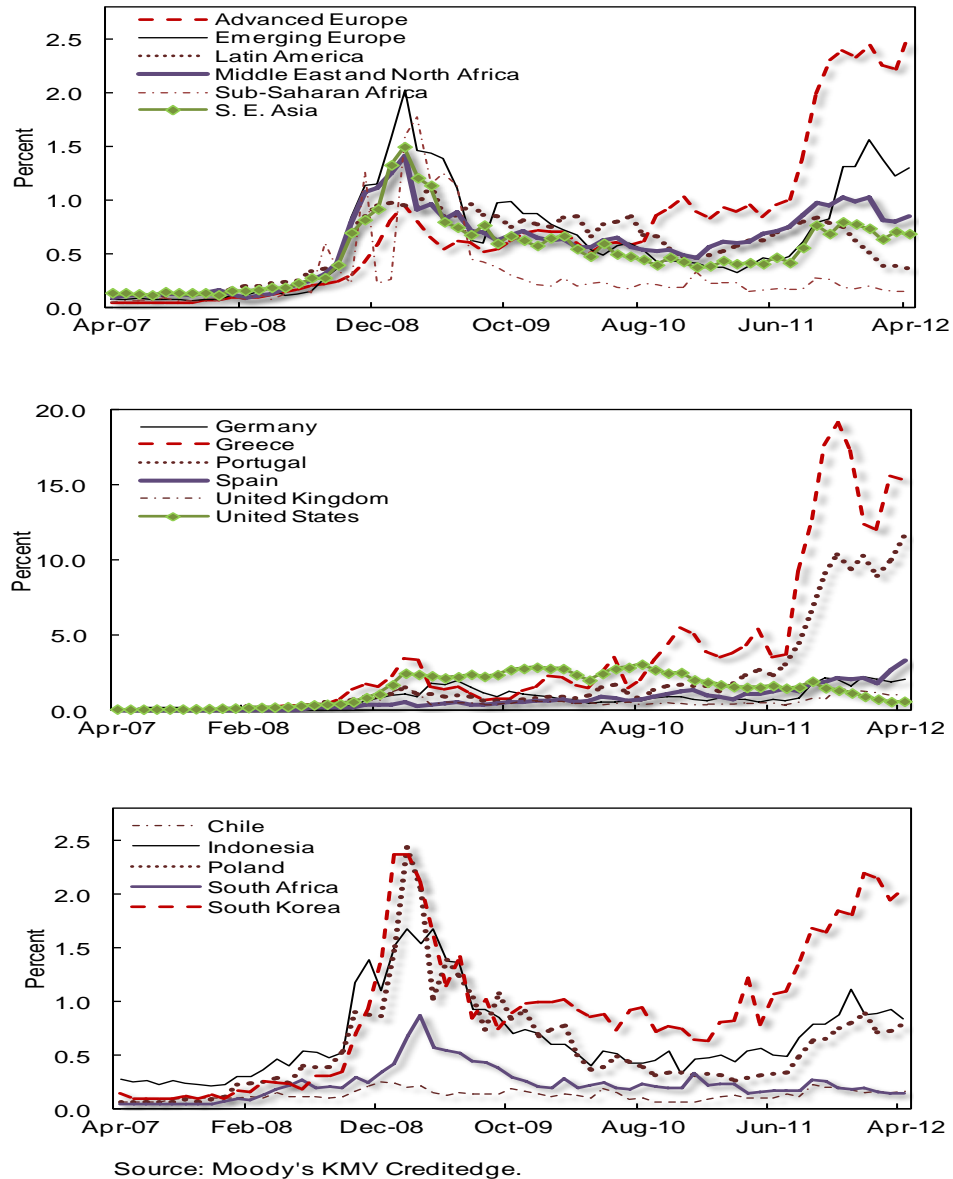 Advanced Europe
Emerging Europe
Latin America
Middle East and North Africa
Sub-Saharan Africa
S. E. Asia
Percent
2.5
2.0
1.5
1.0
0.5
0.0
Apr-07 Feb-08 Dec-08 Oct-09 Aug-10 Jun-11 Apr-12
Germany
Greece
Portugal
Spain
United Kingdom
United States
Percent
20.0
15.0
10.0
5.0
0.0
Apr-07 Feb-08 Dec-08 Oct-09 Aug-10 Jun-11 Apr-12
Chile
Indonesia
Poland
South Africa
South Korea
Percent
2.5
2.0
1.5
1.0
0.5
0.0
Apr-07 Feb-08 Dec-08 Oct-09 Aug-10 Jun-11 Apr-12
Source: Moody's KMV Creditedge.